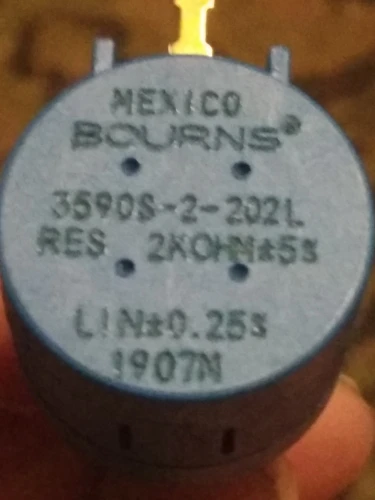 MEXICO
BOURNS®
3590S-2-202L
RES 2KOHM±5%
LIN±0.25%
1907N